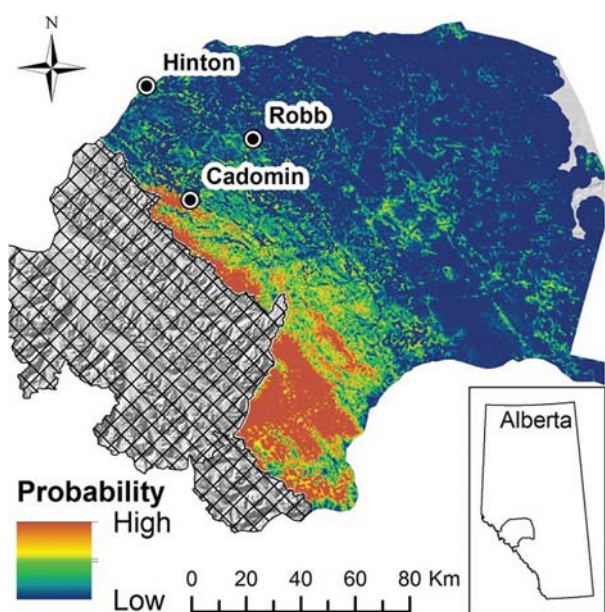 N
Hinton
Robb
Cadomin
Alberta
Probability
High
Low
0 20 40 60 80 Km